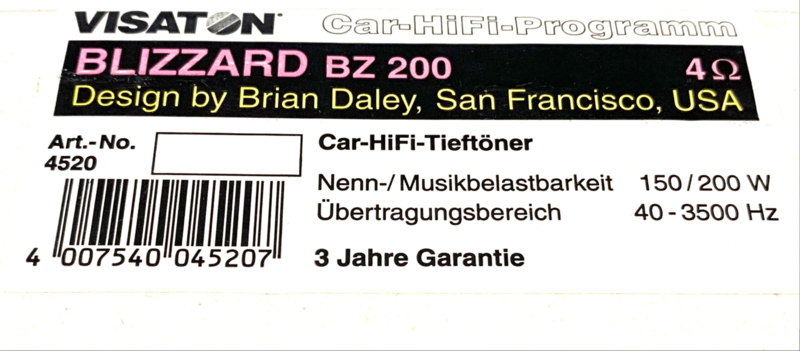 VISATON Car-HiFi-Programm
BLIZZARD BZ 200 4Ω
Design by Brian Daley, San Francisco, USA
Art.-No.
4520
Car-HiFi-Tieftöner
Nenn-/Musikbelastbarkeit 150/200 W
Übertragungsbereich 40-3500 Hz
4 007540 045207
3 Jahre Garantie